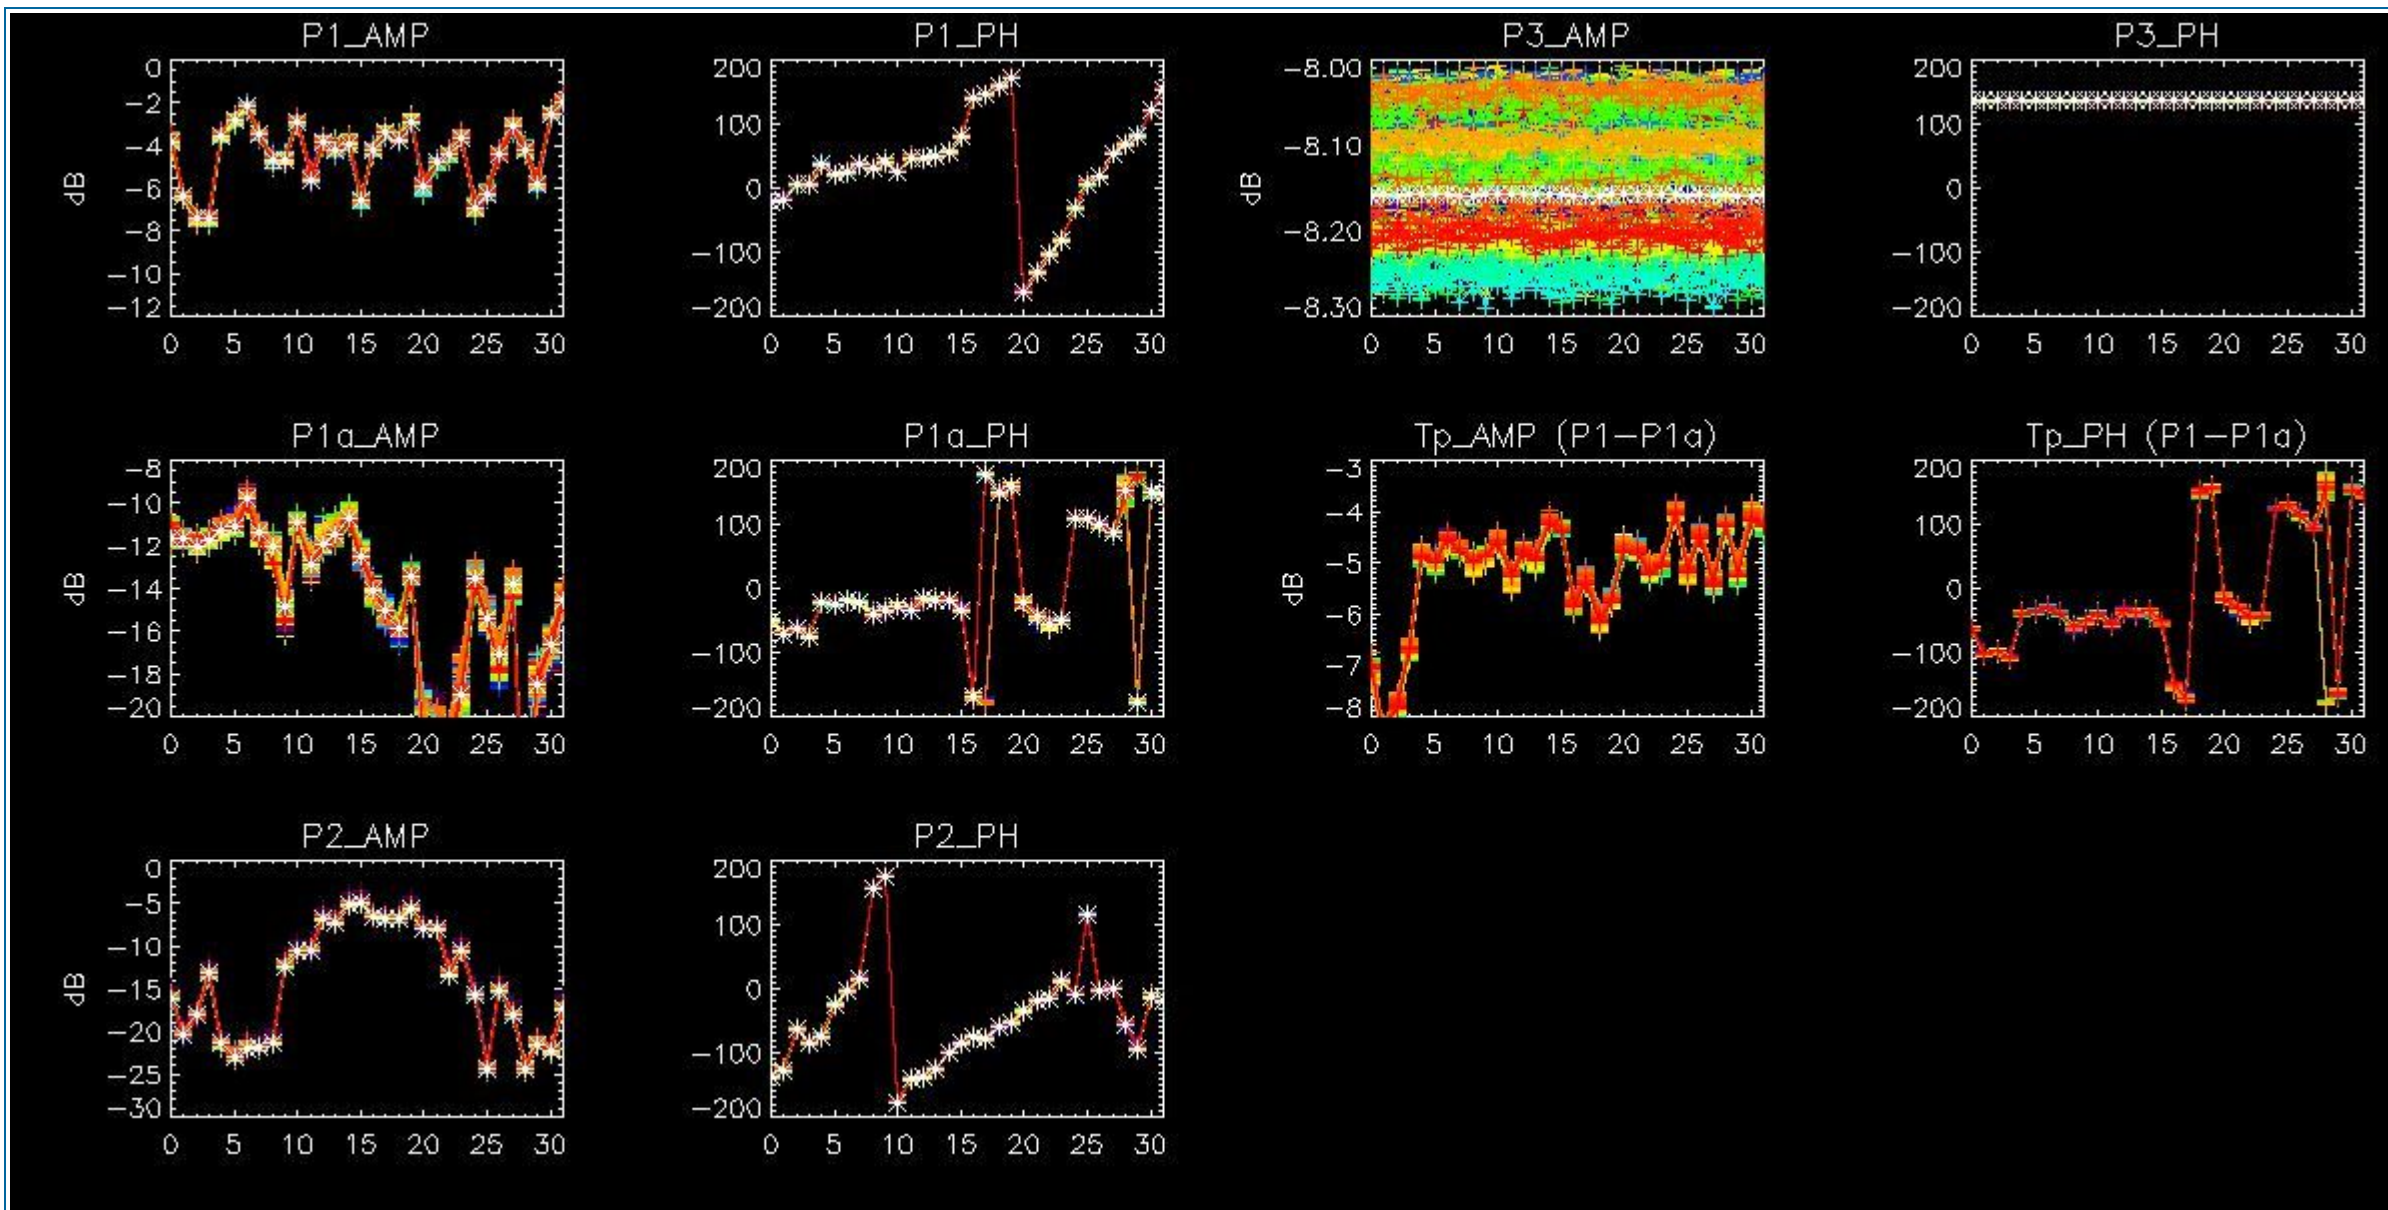 P1_AMP
0
−2
−4
−6
−8
−10
−12
dB
0 5 10 15 20 25 30
P1_PH
200
100
0
−100
−200
0 5 10 15 20 25 30
P3_AMP
−8.00
−8.10
−8.20
−8.30
dB
0 5 10 15 20 25 30
P3_PH
200
100
0
−100
−200
0 5 10 15 20 25 30
P1a_AMP
−8
−10
−12
−14
−16
−18
−20
dB
0 5 10 15 20 25 30
P1a_PH
200
100
0
−100
−200
0 5 10 15 20 25 30
Tp_AMP (P1−P1a)
−3
−4
−5
−6
−7
−8
dB
0 5 10 15 20 25 30
Tp_PH (P1−P1a)
200
100
0
−100
−200
0 5 10 15 20 25 30
P2_AMP
0
−5
−10
−15
−20
−25
−30
dB
0 5 10 15 20 25 30
P2_PH
200
100
0
−100
−200
0 5 10 15 20 25 30